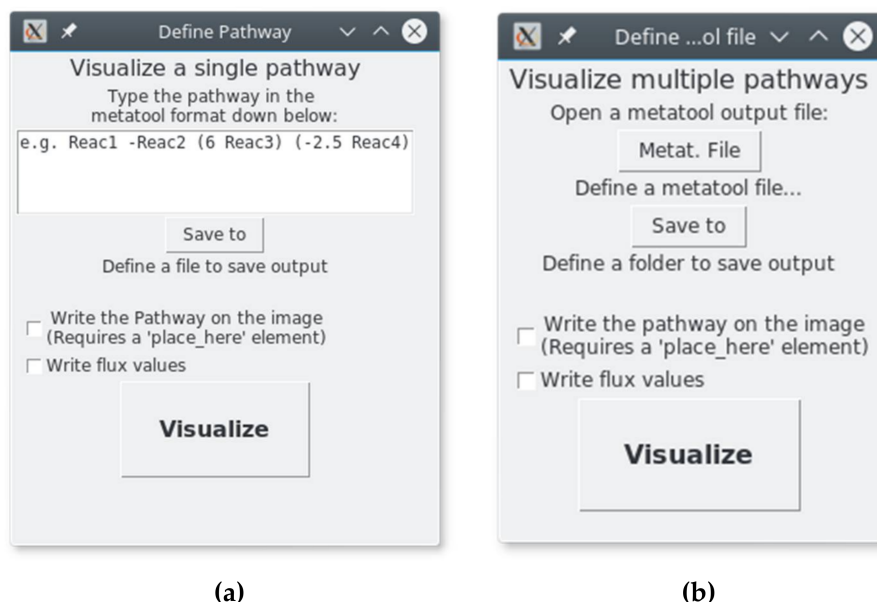 Define Pathway
Visualize a single pathway
Type the pathway in the
metatool format down below:
e.g. Reac1 -Reac2 (6 Reac3) (-2.5 Reac4)
Save to
Define a file to save output
Write the Pathway on the image
(Requires a 'place_here' element)
Write flux values
Visualize
(a)
Define ...ol file
Visualize multiple pathways
Open a metatool output file:
Metat. File
Define a metatool file...
Save to
Define a folder to save output
Write the pathway on the image
(Requires a 'place_here' element)
Write flux values
Visualize
(b)